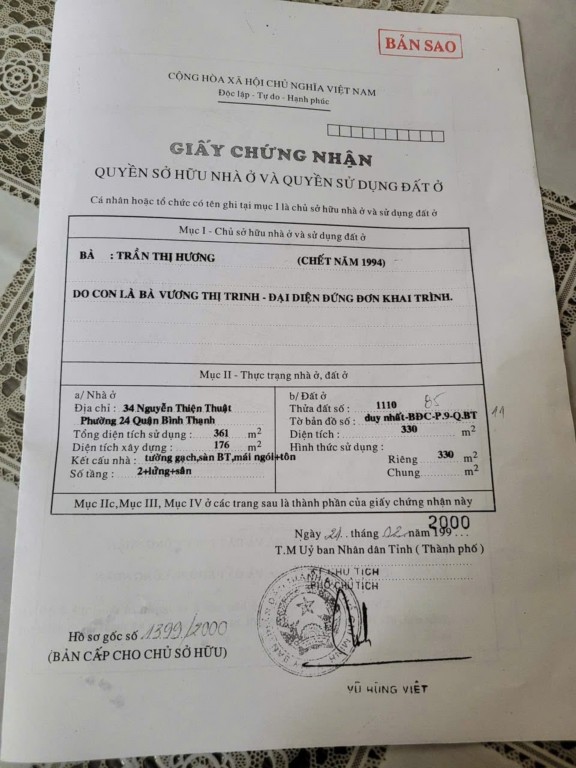 BẢN SAO
CỘNG HÒA XÃ HỘI CHỦ NGHĨA VIỆT NAM
Độc lập - Tự do - Hạnh phúc
GIẤY CHỨNG NHẬN
QUYỀN SỞ HỮU NHÀ Ở VÀ QUYỀN SỬ DỤNG ĐẤT Ở
Cá nhân hoặc tổ chức có tên ghi tại mục I là chủ sở hữu nhà ở và sử dụng đất ở
Mục I - Chủ sở hữu nhà ở và sử dụng đất ở
BÀ : TRẦN THỊ HƯƠNG (CHẾT NĂM 1994)
DO CON LÀ BÀ VƯƠNG THỊ TRINH - ĐẠI DIỆN ĐỨNG ĐƠN KHAI TRÌNH.
Mục II - Thực trạng nhà ở, đất ở
a/ Nhà ở
Địa chỉ : 34 Nguyễn Thiện Thuật
Phường 24 Quận Bình Thạnh
Tổng diện tích sử dụng : 361 m2
Diện tích xây dựng : 176 m2
Kết cấu nhà : tường gạch,sàn BT,mái ngói+tôn
Số tầng : 2+lửng+sân
b/ Đất ở
Thửa đất số : 1110 85
Tờ bản đồ số : duy nhất-BĐC-P.9-Q.BT 11
Diện tích : 330 m2
Hình thức sử dụng :
Riêng 330 m2
Chung m2
Mục IIc,Mục III, Mục IV ở các trang sau là thành phần của giấy chứng nhận này
Ngày 21 tháng 02 năm 199... 2000
T.M Uỷ ban Nhân dân Tỉnh ( Thành phố )
KT CHỦ TỊCH
PHÓ CHỦ TỊCH
Hồ sơ gốc số 1399/2000
(BẢN CẤP CHO CHỦ SỞ HỮU)
VŨ HÙNG VIỆT